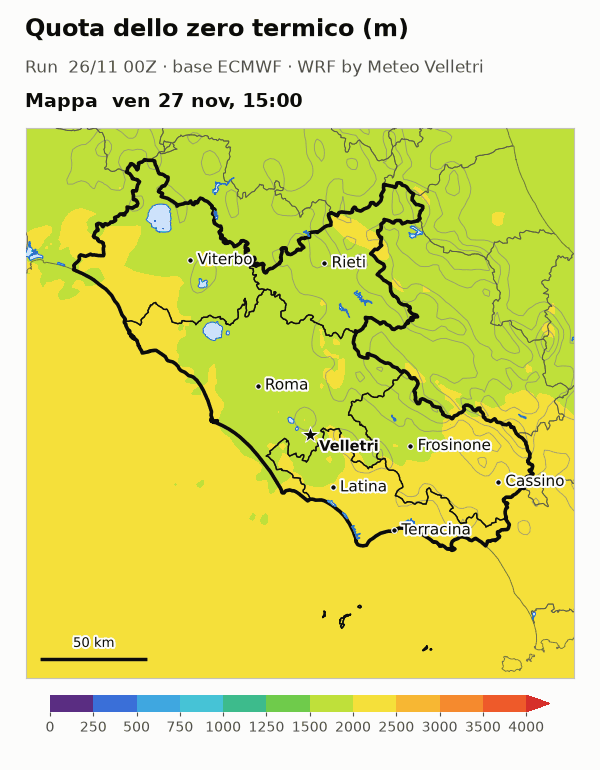 Quota dello zero termico (m)
Run  26/11 00Z · base ECMWF · WRF by Meteo Velletri
Mappa  ven 27 nov, 15:00
Viterbo
Rieti
Roma
Velletri
Frosinone
Cassino
Latina
Terracina
50 km
0 250 500 750 1000 1250 1500 2000 2500 3000 3500 4000